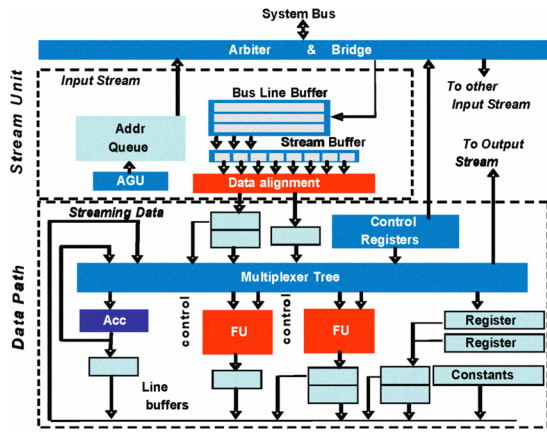 System Bus
Arbiter & Bridge
Stream Unit
Input Stream
Bus Line Buffer
To other
Input Stream
Addr
Queue
Stream Buffer
To Output
Stream
AGU
Data alignment
Data Path
Streaming Data
Control
Registers
Multiplexer Tree
Acc
control
FU
control
FU
Register
Register
Line
buffers
Constants